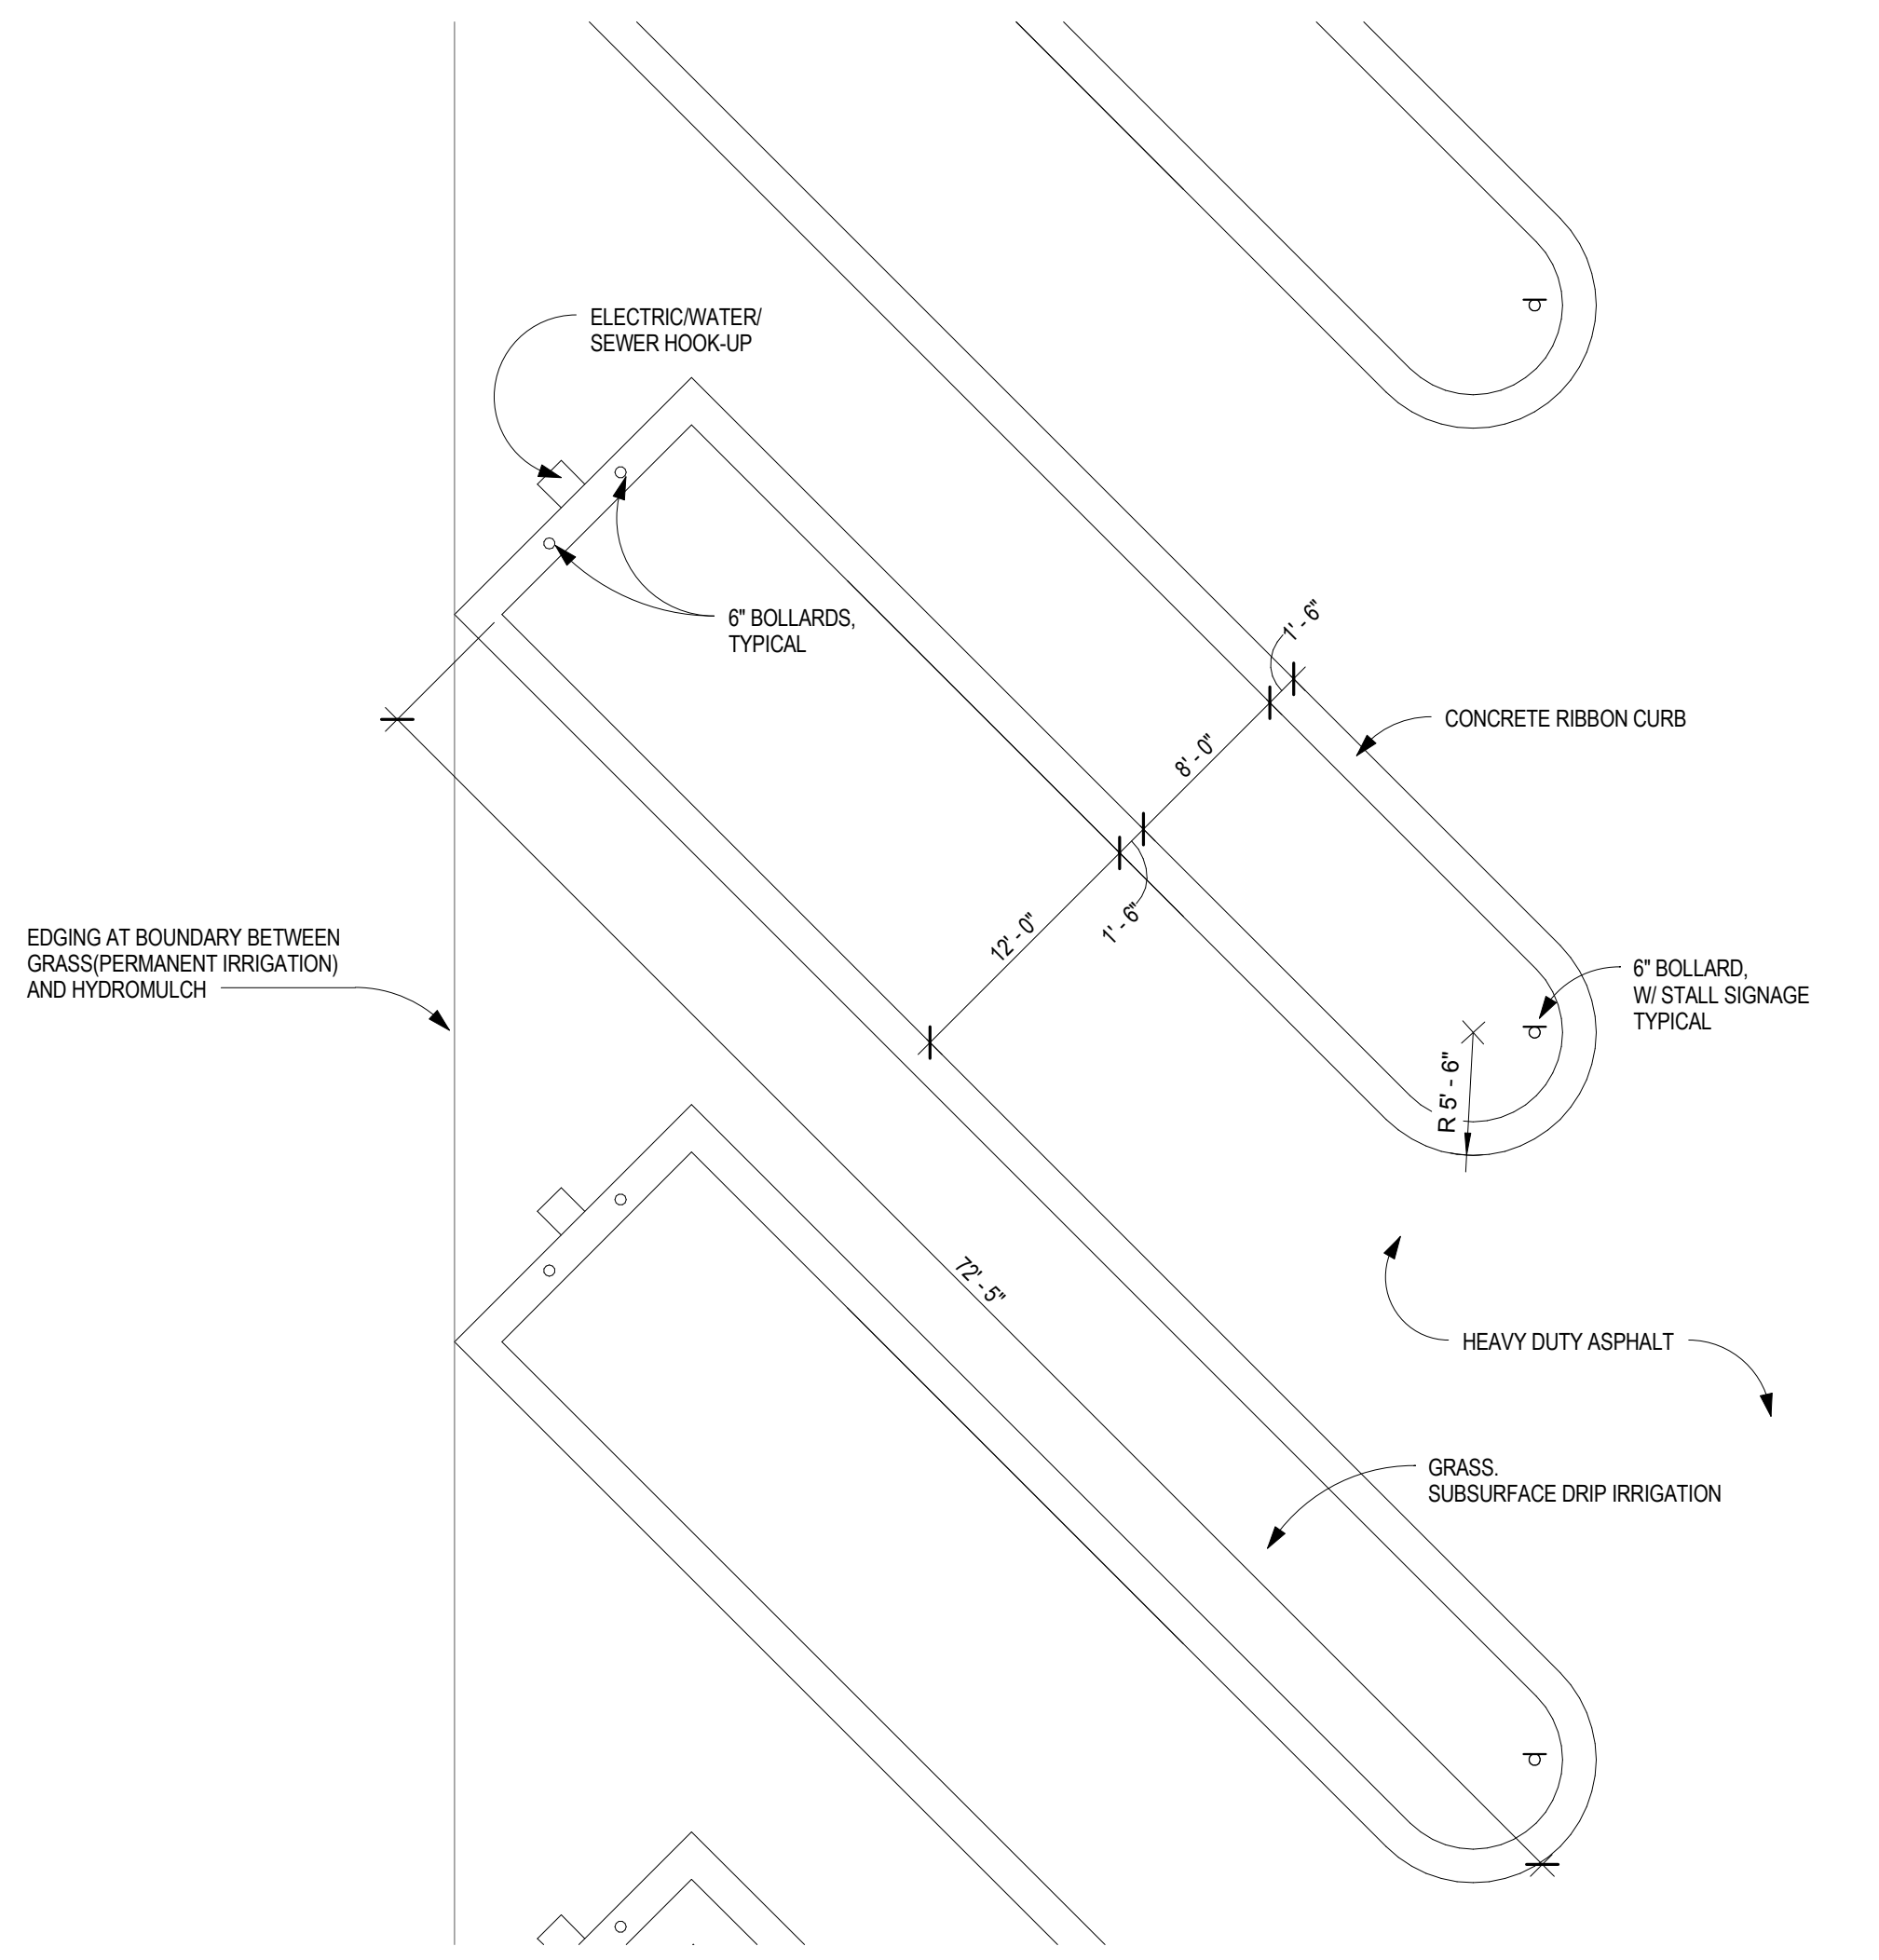 ELECTRIC/WATER/
SEWER HOOK-UP
6" BOLLARDS,
TYPICAL
1' - 6"
CONCRETE RIBBON CURB
8' - 0"
1' - 6"
12' - 0"
EDGING AT BOUNDARY BETWEEN
GRASS(PERMANENT IRRIGATION)
AND HYDROMULCH
6" BOLLARD,
W/ STALL SIGNAGE
TYPICAL
R 5' - 6"
72' - 5"
HEAVY DUTY ASPHALT
GRASS.
SUBSURFACE DRIP IRRIGATION